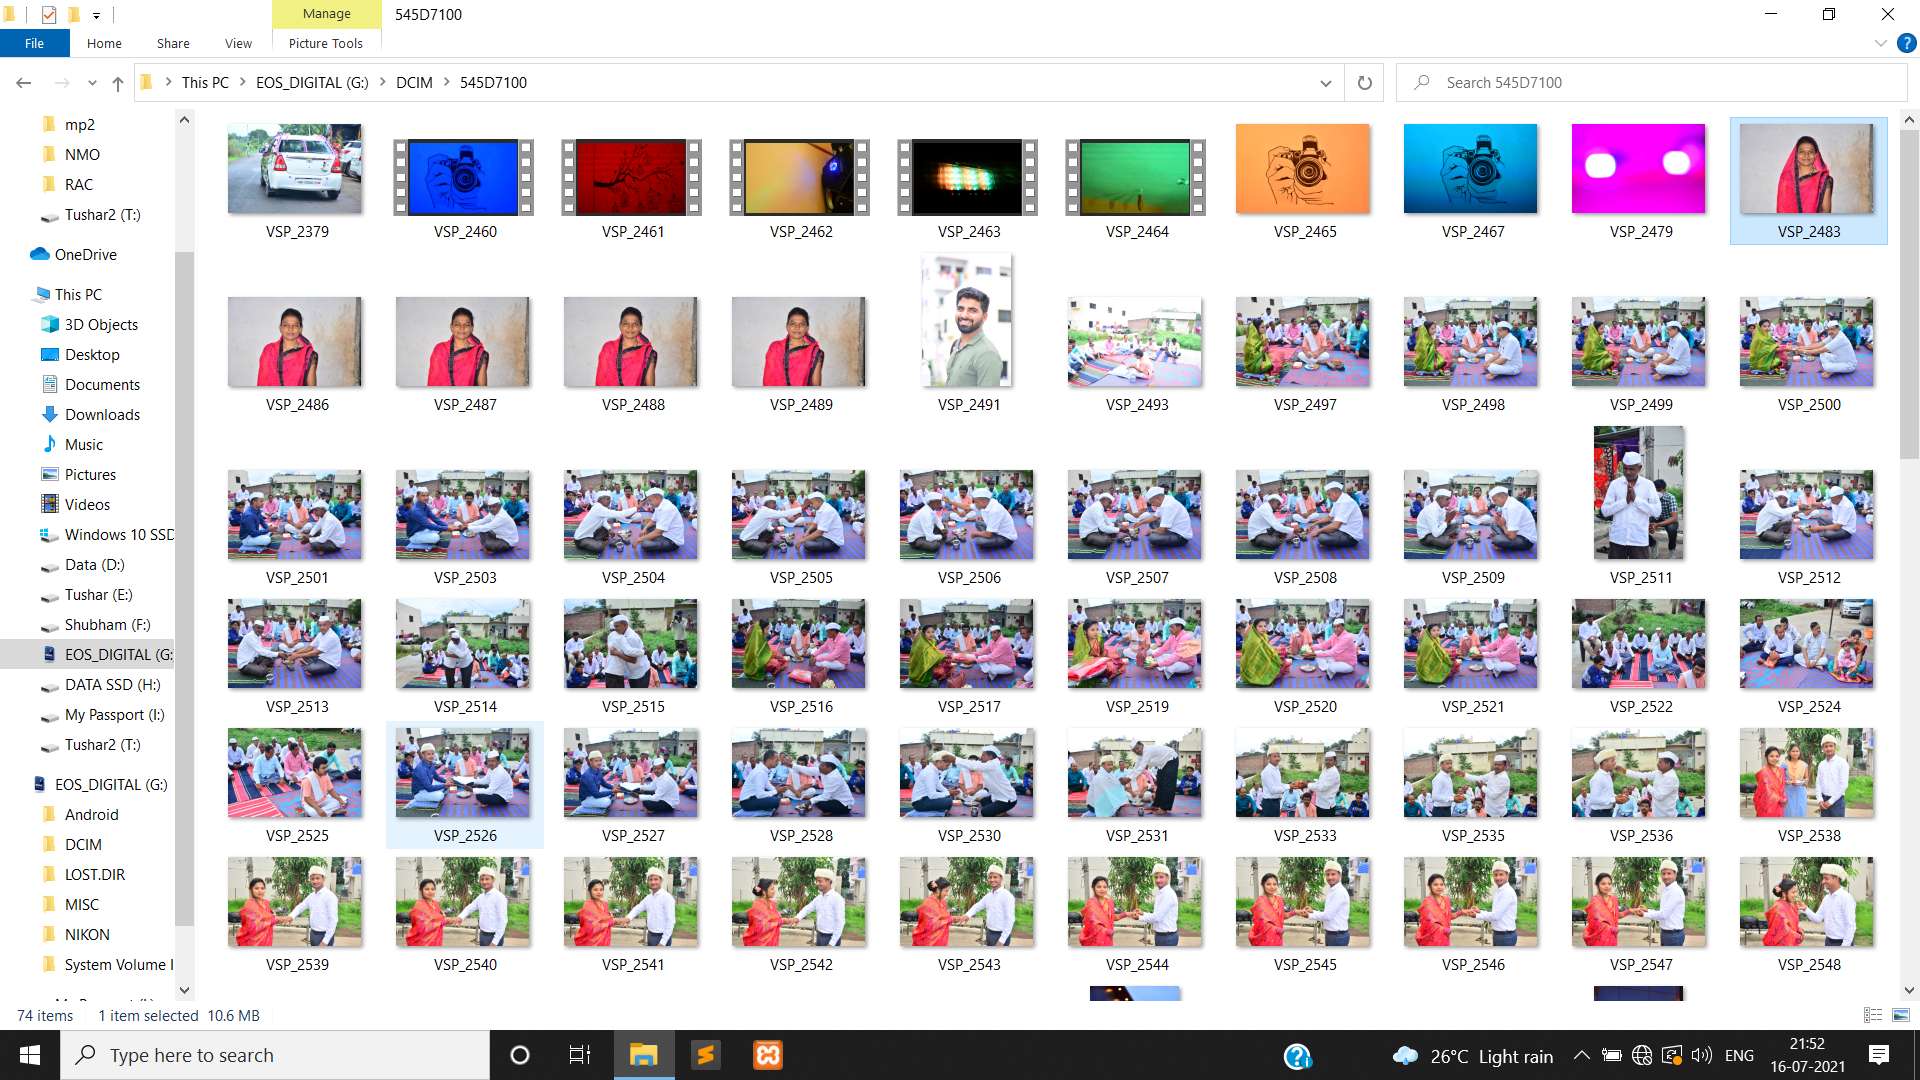 Manage
545D7100
File
Home
Share
View
Picture Tools
This PC
EOS_DIGITAL (G:)
DCIM
545D7100
Search 545D7100
mp2
NMO
RAC
Tushar2 (T:)
OneDrive
This PC
3D Objects
Desktop
Documents
Downloads
Music
Pictures
Videos
Windows 10 SSD
Data (D:)
Tushar (E:)
Shubham (F:)
EOS_DIGITAL (G:
DATA SSD (H:)
My Passport (I:)
Tushar2 (T:)
EOS_DIGITAL (G:)
Android
DCIM
LOST.DIR
MISC
NIKON
System Volume I
VSP_2379 VSP_2460 VSP_2461 VSP_2462 VSP_2463 VSP_2464 VSP_2465 VSP_2467 VSP_2479 VSP_2483
VSP_2486 VSP_2487 VSP_2488 VSP_2489 VSP_2491 VSP_2493 VSP_2497 VSP_2498 VSP_2499 VSP_2500
VSP_2501 VSP_2503 VSP_2504 VSP_2505 VSP_2506 VSP_2507 VSP_2508 VSP_2509 VSP_2511 VSP_2512
VSP_2513 VSP_2514 VSP_2515 VSP_2516 VSP_2517 VSP_2519 VSP_2520 VSP_2521 VSP_2522 VSP_2524
VSP_2525 VSP_2526 VSP_2527 VSP_2528 VSP_2530 VSP_2531 VSP_2533 VSP_2535 VSP_2536 VSP_2538
VSP_2539 VSP_2540 VSP_2541 VSP_2542 VSP_2543 VSP_2544 VSP_2545 VSP_2546 VSP_2547 VSP_2548
74 items 1 item selected 10.6 MB
Type here to search
26°C Light rain
ENG
21:52
16-07-2021